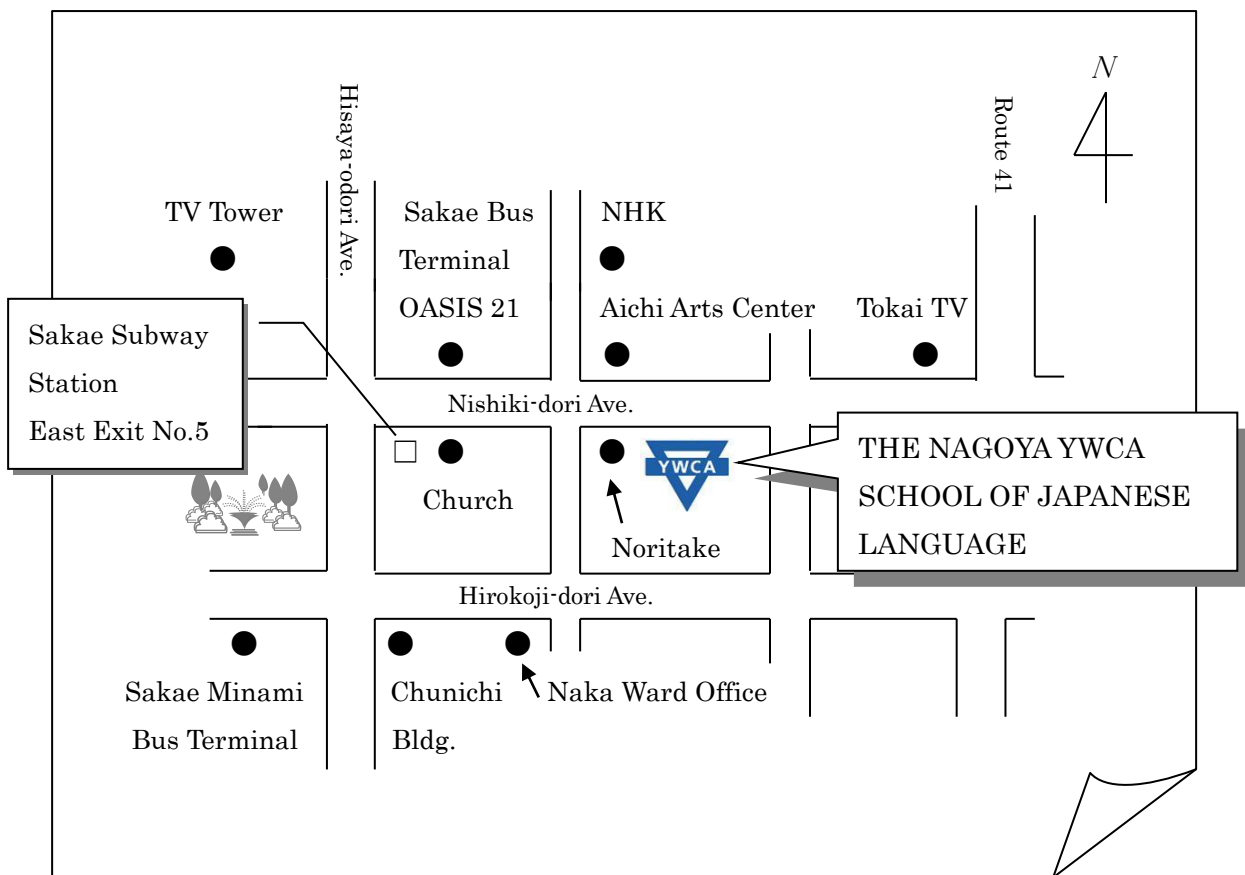 N
Hisaya-odori Ave.
Route 41
TV Tower
Sakae Bus
Terminal
OASIS 21
NHK
Aichi Arts Center
Tokai TV
Sakae Subway
Station
East Exit No.5
Nishiki-dori Ave.
Church
Noritake
YWCA
THE NAGOYA YWCA
SCHOOL OF JAPANESE
LANGUAGE
Hirokoji-dori Ave.
Sakae Minami
Bus Terminal
Chunichi
Bldg.
Naka Ward Office